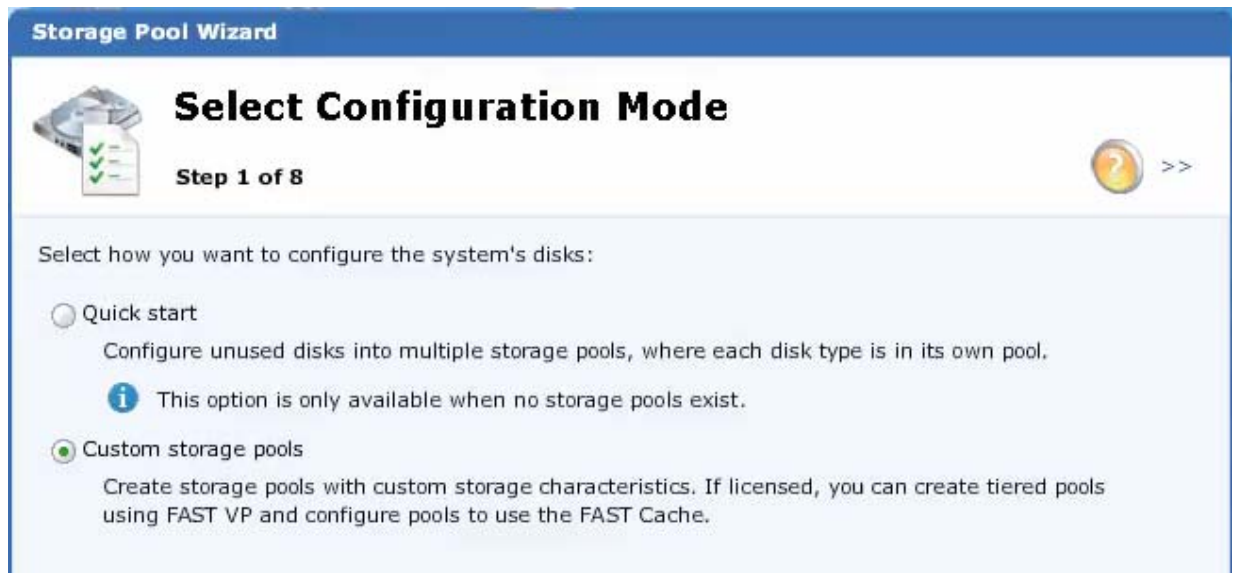 Storage Pool Wizard
Select Configuration Mode
Step 1 of 8
? >>
Select how you want to configure the system's disks:
Quick start
Configure unused disks into multiple storage pools, where each disk type is in its own pool.
i This option is only available when no storage pools exist.
Custom storage pools
Create storage pools with custom storage characteristics. If licensed, you can create tiered pools
using FAST VP and configure pools to use the FAST Cache.